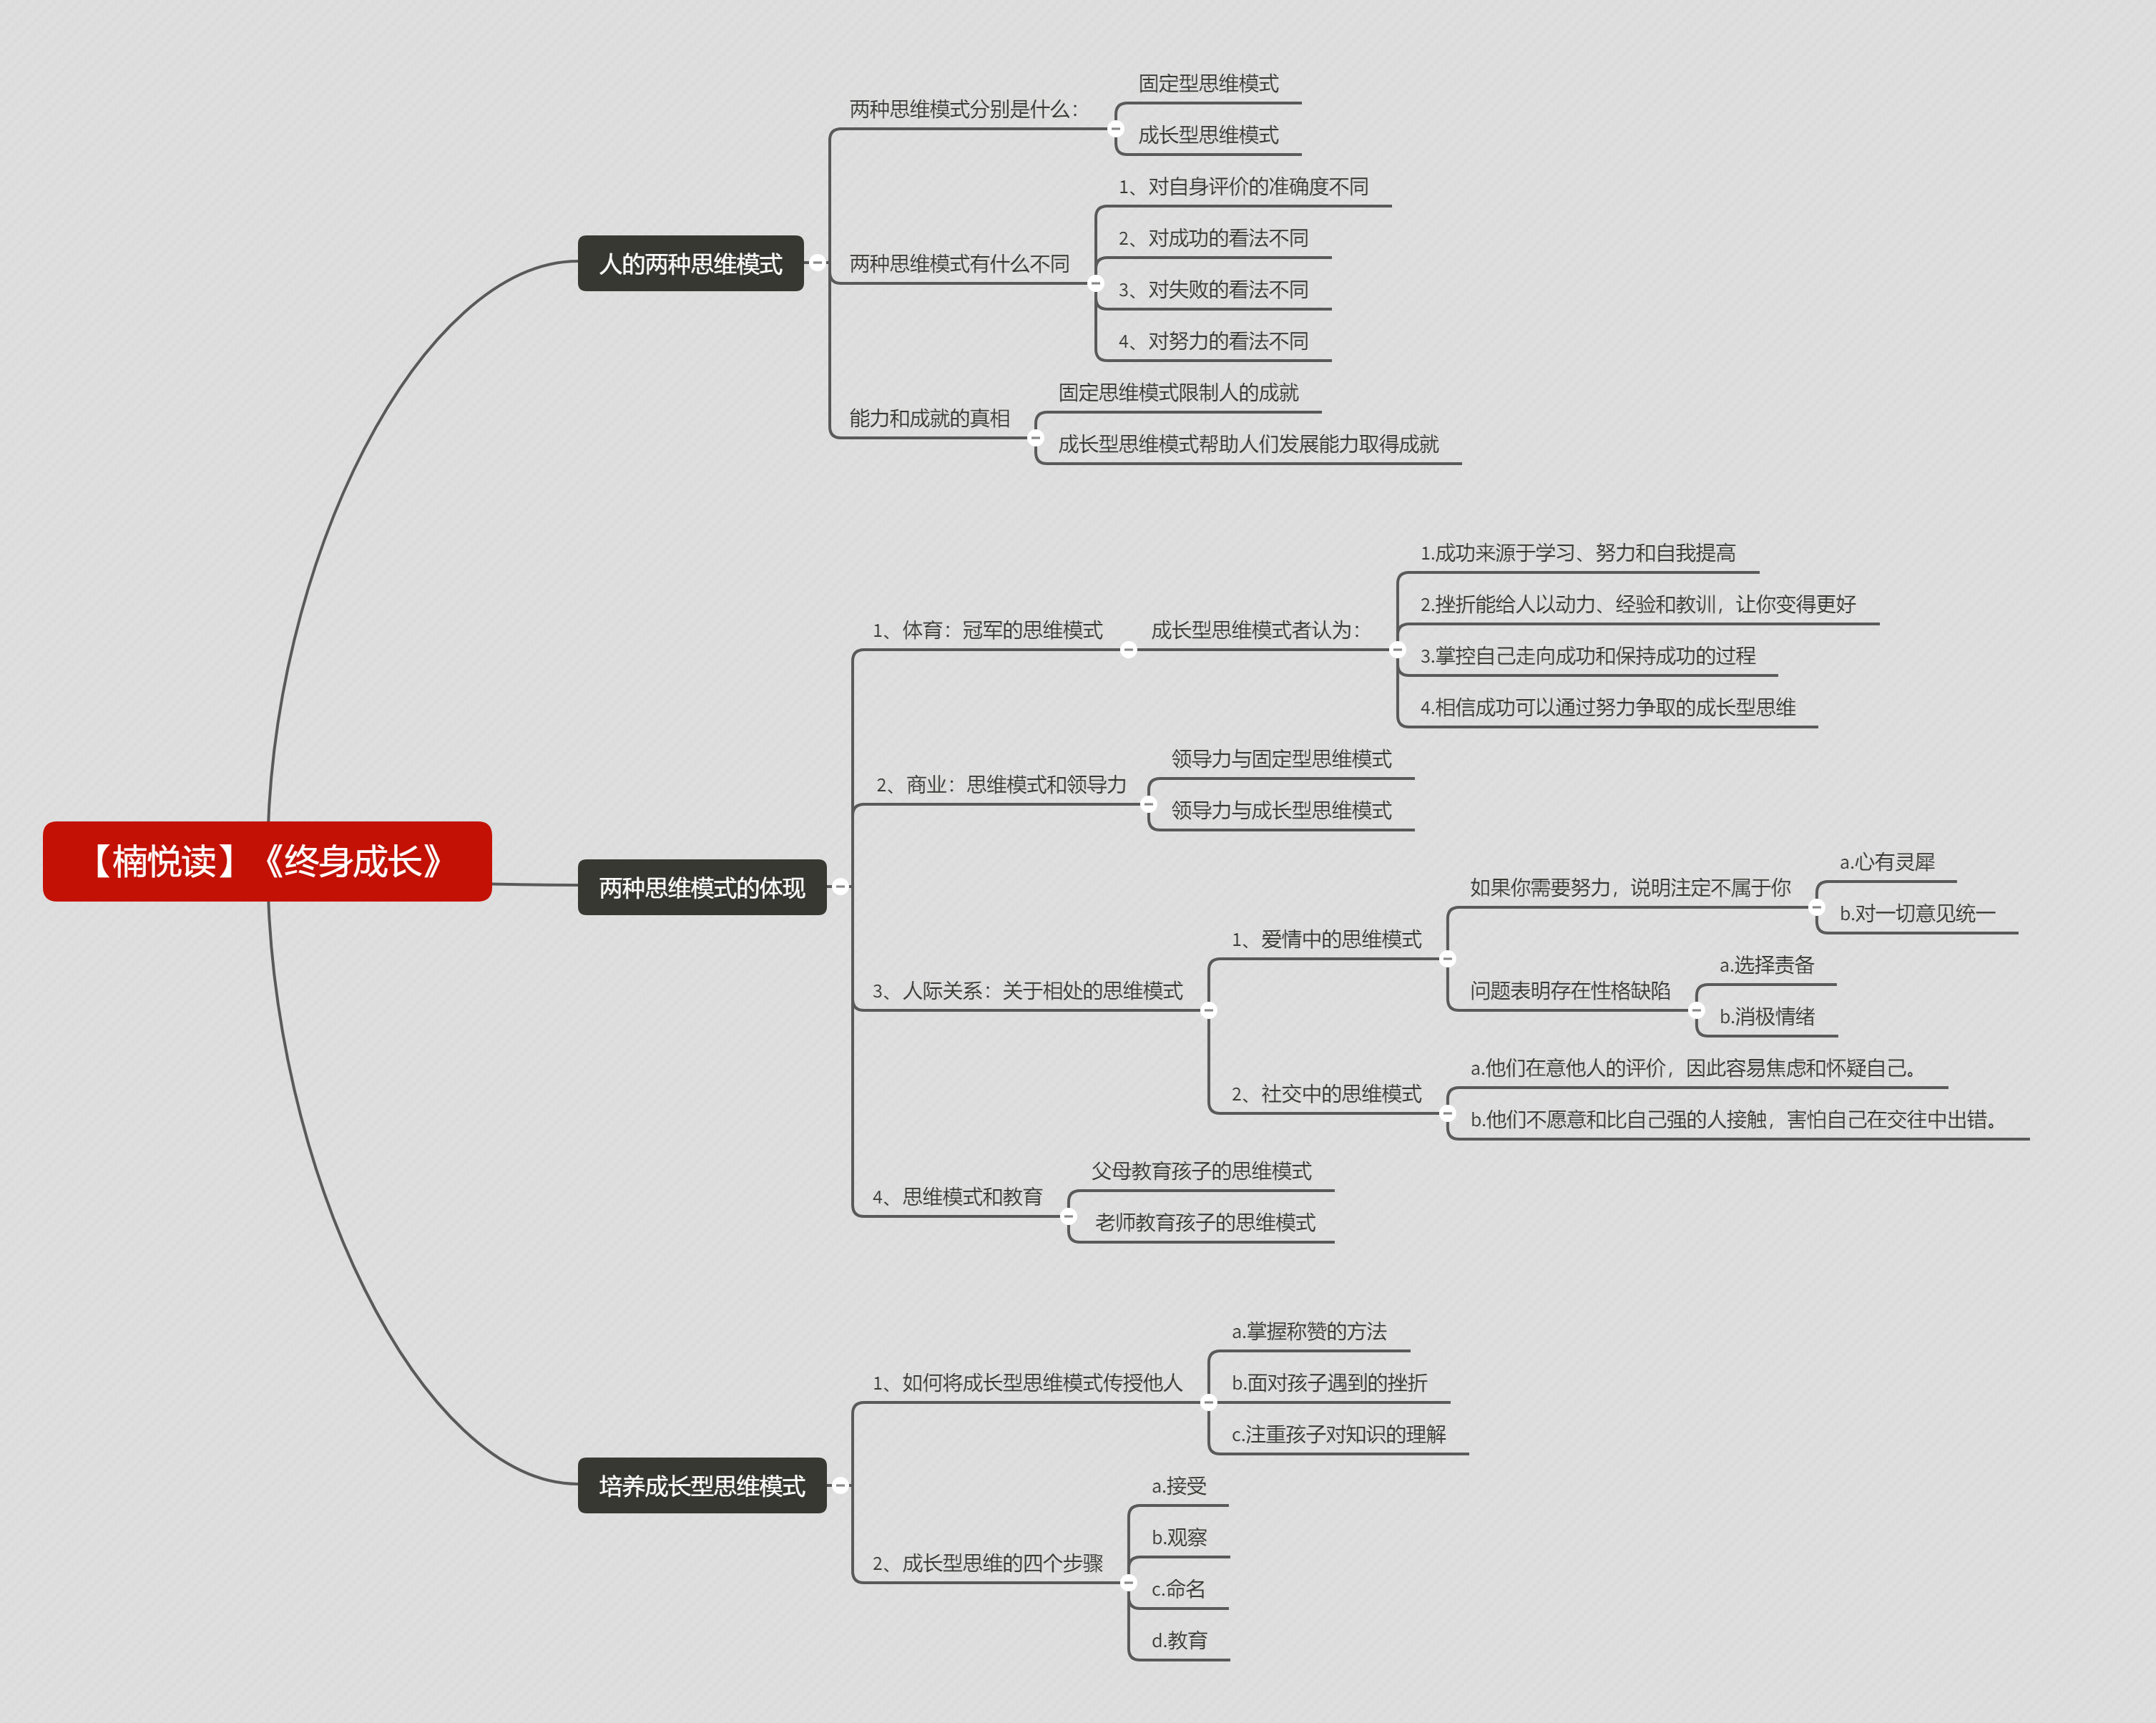 【楠悦读】《终身成长》
人的两种思维模式
两种思维模式分别是什么：
固定型思维模式
成长型思维模式
两种思维模式有什么不同
1、对自身评价的准确度不同
2、对成功的看法不同
3、对失败的看法不同
4、对努力的看法不同
能力和成就的真相
固定思维模式限制人的成就
成长型思维模式帮助人们发展能力取得成就
两种思维模式的体现
1、体育：冠军的思维模式
成长型思维模式者认为：
1.成功来源于学习、努力和自我提高
2.挫折能给人以动力、经验和教训，让你变得更好
3.掌控自己走向成功和保持成功的过程
4.相信成功可以通过努力争取的成长型思维
2、商业：思维模式和领导力
领导力与固定型思维模式
领导力与成长型思维模式
3、人际关系：关于相处的思维模式
1、爱情中的思维模式
如果你需要努力，说明注定不属于你
a.心有灵犀
b.对一切意见统一
问题表明存在性格缺陷
a.选择责备
b.消极情绪
2、社交中的思维模式
a.他们在意他人的评价，因此容易焦虑和怀疑自己。
b.他们不愿意和比自己强的人接触，害怕自己在交往中出错。
4、思维模式和教育
父母教育孩子的思维模式
老师教育孩子的思维模式
培养成长型思维模式
1、如何将成长型思维模式传授他人
a.掌握称赞的方法
b.面对孩子遇到的挫折
c.注重孩子对知识的理解
2、成长型思维的四个步骤
a.接受
b.观察
c.命名
d.教育